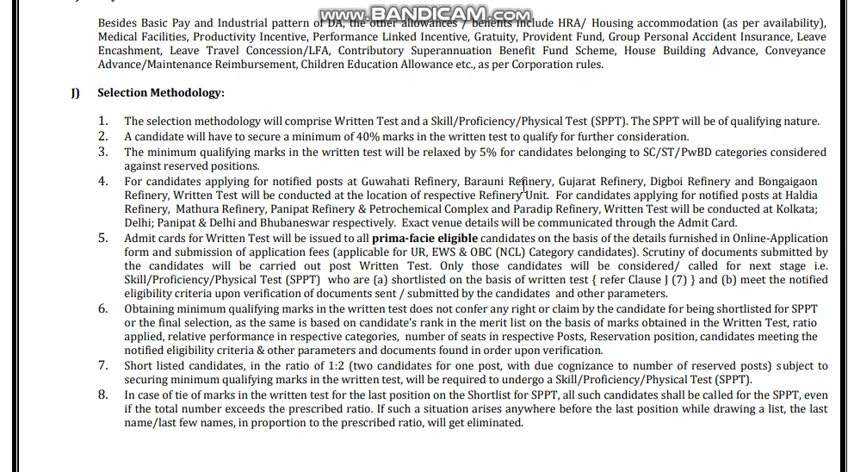 www.BANDICAM.com
Besides Basic Pay and Industrial pattern of DA, the other allowances / benefits include HRA/ Housing accommodation (as per availability),
Medical Facilities, Productivity Incentive, Performance Linked Incentive, Gratuity, Provident Fund, Group Personal Accident Insurance, Leave
Encashment, Leave Travel Concession/LFA, Contributory Superannuation Benefit Fund Scheme, House Building Advance, Conveyance
Advance/Maintenance Reimbursement, Children Education Allowance etc., as per Corporation rules.
J) Selection Methodology:
1. The selection methodology will comprise Written Test and a Skill/Proficiency/Physical Test (SPPT). The SPPT will be of qualifying nature.
2. A candidate will have to secure a minimum of 40% marks in the written test to qualify for further consideration.
3. The minimum qualifying marks in the written test will be relaxed by 5% for candidates belonging to SC/ST/PwBD categories considered
against reserved positions.
4. For candidates applying for notified posts at Guwahati Refinery, Barauni Refinery, Gujarat Refinery, Digboi Refinery and Bongaigaon
Refinery, Written Test will be conducted at the location of respective Refinery Unit. For candidates applying for notified posts at Haldia
Refinery, Mathura Refinery, Panipat Refinery & Petrochemical Complex and Paradip Refinery, Written Test will be conducted at Kolkata;
Delhi; Panipat & Delhi and Bhubaneswar respectively. Exact venue details will be communicated through the Admit Card.
5. Admit cards for Written Test will be issued to all prima-facie eligible candidates on the basis of the details furnished in Online-Application
form and submission of application fees (applicable for UR, EWS & OBC (NCL) Category candidates). Scrutiny of documents submitted by
the candidates will be carried out post Written Test. Only those candidates will be considered/ called for next stage i.e.
Skill/Proficiency/Physical Test (SPPT) who are (a) shortlisted on the basis of written test { refer Clause J (7) } and (b) meet the notified
eligibility criteria upon verification of documents sent / submitted by the candidates and other parameters.
6. Obtaining minimum qualifying marks in the written test does not confer any right or claim by the candidate for being shortlisted for SPPT
or the final selection, as the same is based on candidate's rank in the merit list on the basis of marks obtained in the Written Test, ratio
applied, relative performance in respective categories, number of seats in respective Posts, Reservation position, candidates meeting the
notified eligibility criteria & other parameters and documents found in order upon verification.
7. Short listed candidates, in the ratio of 1:2 (two candidates for one post, with due cognizance to number of reserved posts) subject to
securing minimum qualifying marks in the written test, will be required to undergo a Skill/Proficiency/Physical Test (SPPT).
8. In case of tie of marks in the written test for the last position on the Shortlist for SPPT, all such candidates shall be called for the SPPT, even
if the total number exceeds the prescribed ratio. If such a situation arises anywhere before the last position while drawing a list, the last
name/last few names, in proportion to the prescribed ratio, will get eliminated.